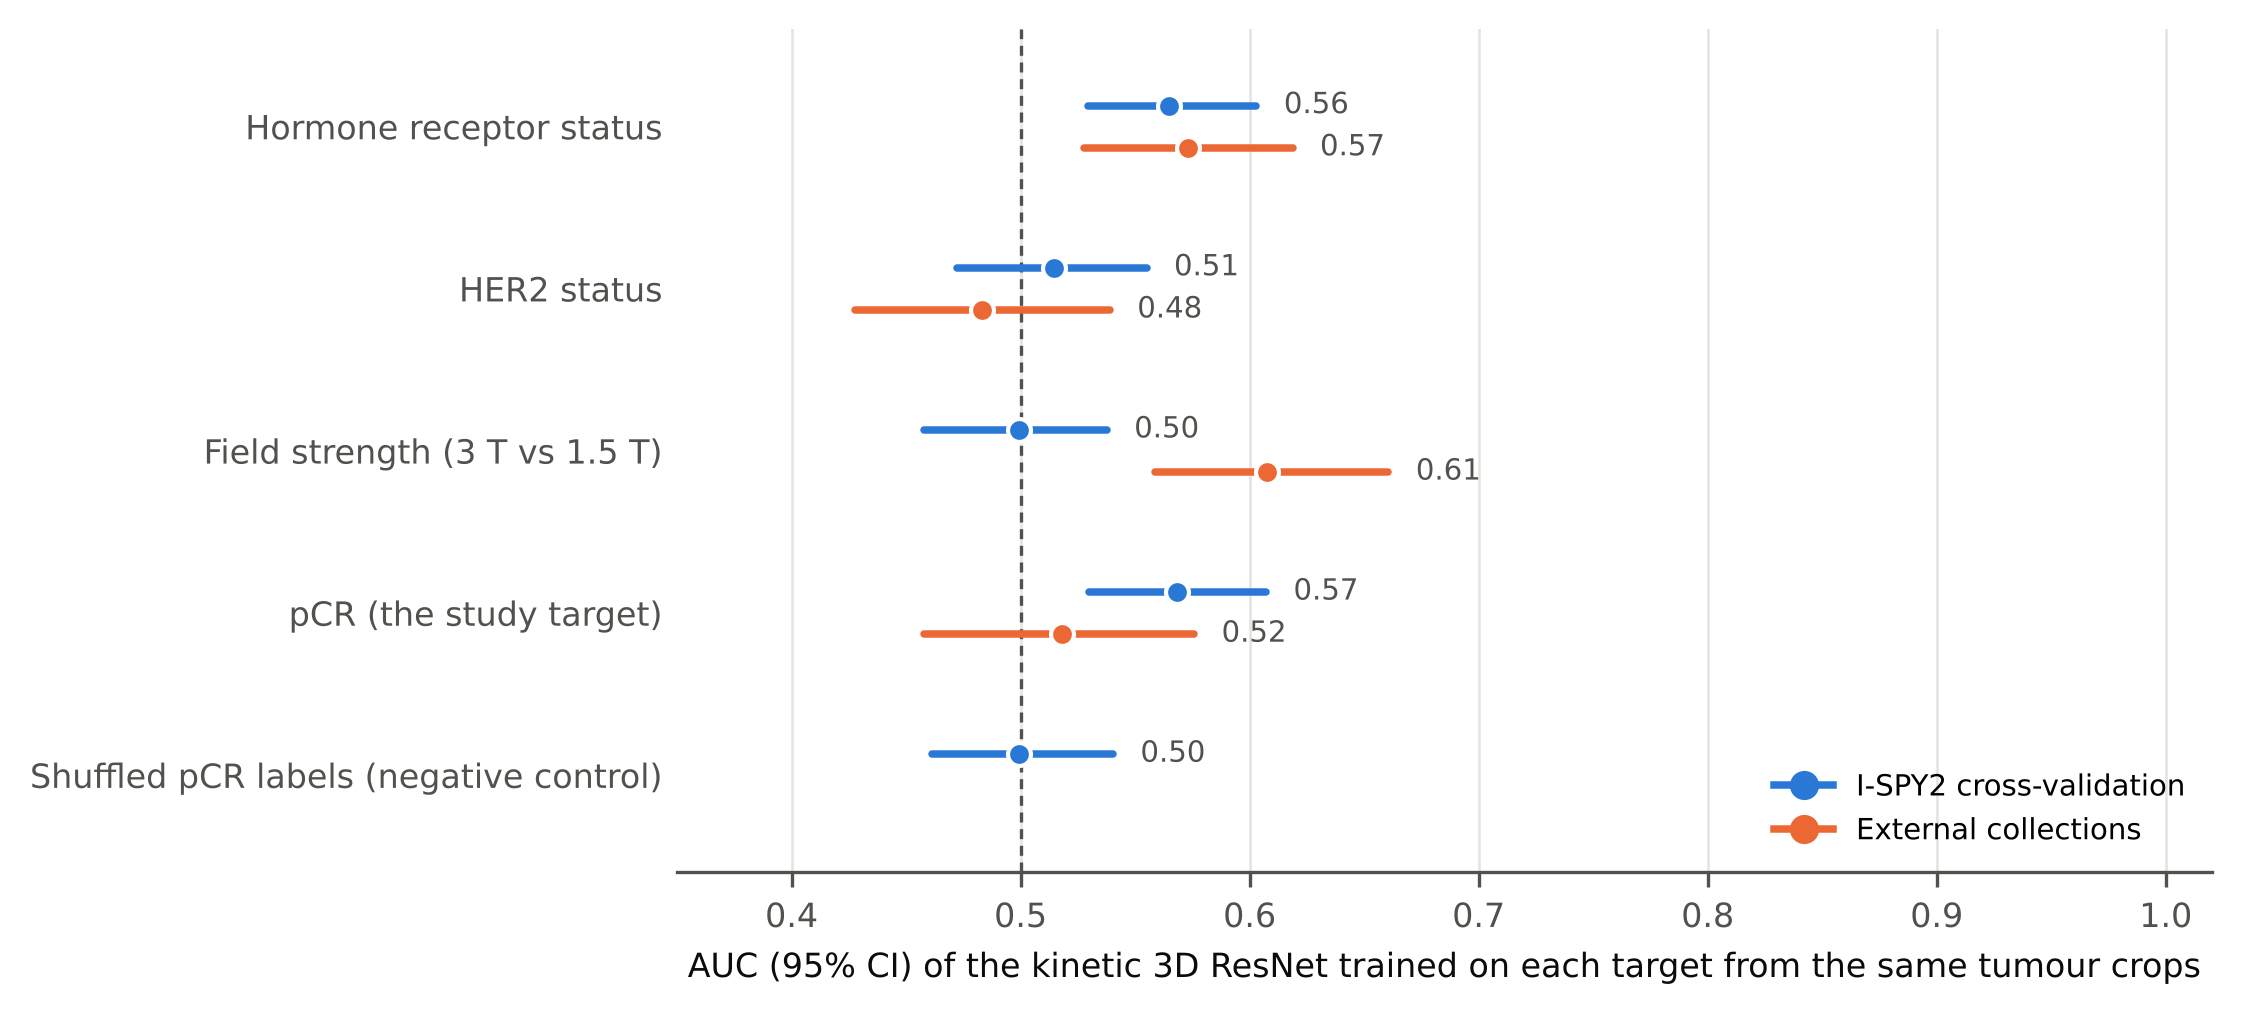 Hormone receptor status
0.56
0.57
HER2 status
0.51
0.48
Field strength (3 T vs 1.5 T)
0.50
0.61
pCR (the study target)
0.57
0.52
Shuffled pCR labels (negative control)
0.50
I-SPY2 cross-validation
External collections
0.4 0.5 0.6 0.7 0.8 0.9 1.0
AUC (95% CI) of the kinetic 3D ResNet trained on each target from the same tumour crops